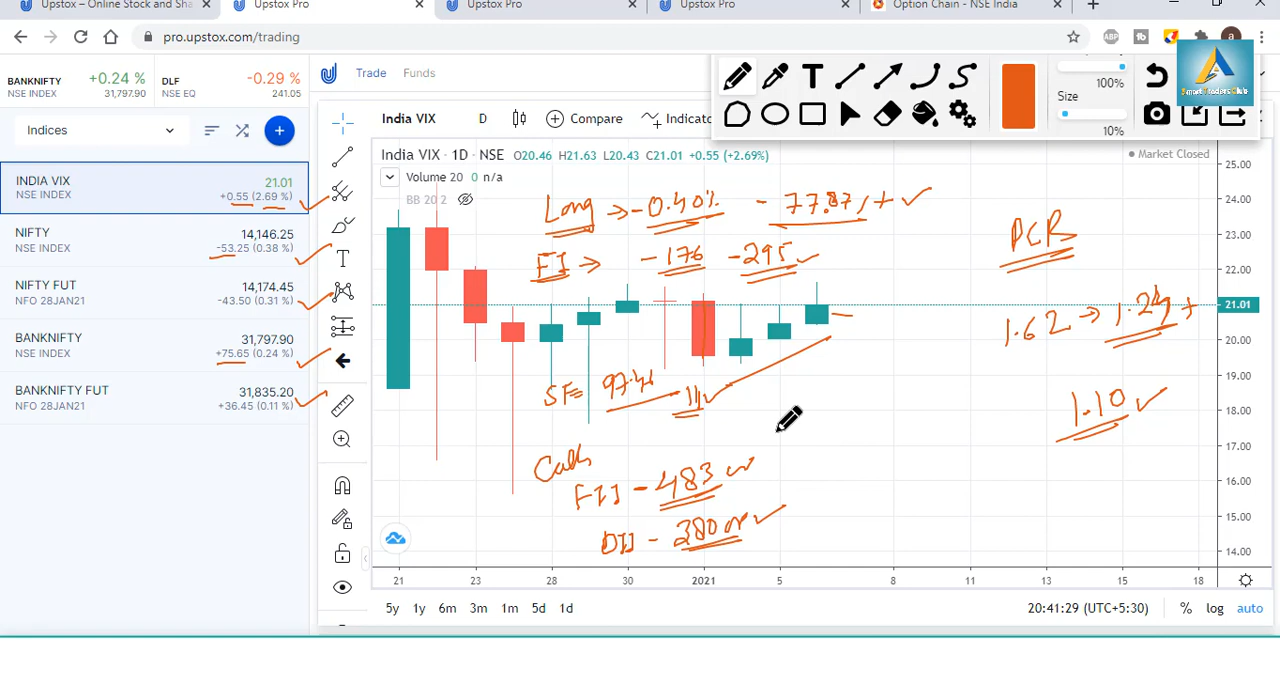 Upstox – Online Stock and Sha
Upstox Pro
Upstox Pro
Upstox Pro
Option Chain - NSE India
pro.upstox.com/trading
BANKNIFTY +0.24 %
NSE INDEX 31,797.90
DLF -0.29 %
NSE EQ 241.05
Trade Funds
Indices
INDIA VIX 21.01
NSE INDEX +0.55 (2.69 %)
NIFTY 14,146.25
NSE INDEX -53.25 (0.38 %)
NIFTY FUT 14,174.45
NFO 28JAN21 -43.50 (0.31 %)
BANKNIFTY 31,797.90
NSE INDEX +75.65 (0.24 %)
BANKNIFTY FUT 31,835.20
NFO 28JAN21 +36.45 (0.11 %)
India VIX D Compare Indicato
100%
Size
10%
Smart Traders Club
India VIX · 1D · NSE O20.46 H21.63 L20.43 C21.01 +0.55 (+2.69%)
Market Closed
Volume 20 0 n/a
BB 20 2
Long → -0.40% - 77.87% +
FI → -176 -295
PCR
1.62 → 1.24 +
1.10
SF= 97.46 - 111
Calls
FII - 483
DII - 380 cr
25.00
24.00
23.00
22.00
21.01
20.00
19.00
18.00
17.00
16.00
15.00
14.00
21 23 28 30 2021 5 8 11 13 15 18
5y 1y 6m 3m 1m 5d 1d
20:41:29 (UTC+5:30) % log auto